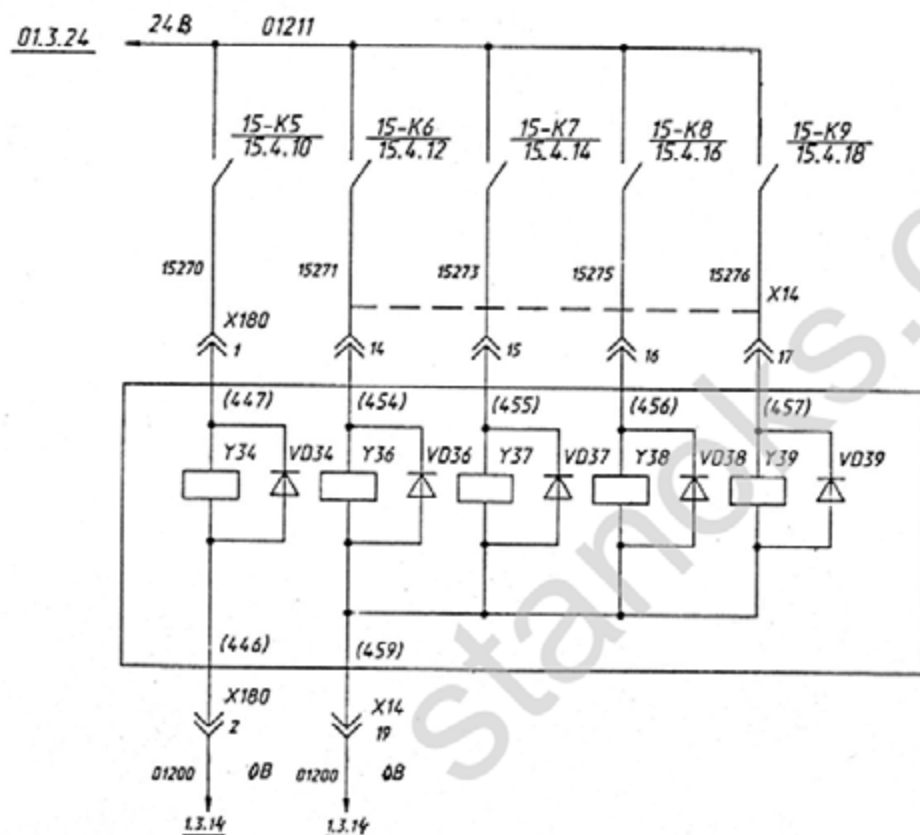 01.3.24 24В 01211
15-К5 15-К6 15-К7 15-К8 15-К9
15.4.10 15.4.12 15.4.14 15.4.16 15.4.18
15270 15271 15273 15275 15276
X180 X14
1 14 15 16 17
(447) (454) (455) (456) (457)
Y34 VD34 Y36 VD36 Y37 VD37 Y38 VD38 Y39 VD39
(446) (459)
X180 X14
2 19
01200 0В 01200 0В
1.3.14 1.3.14